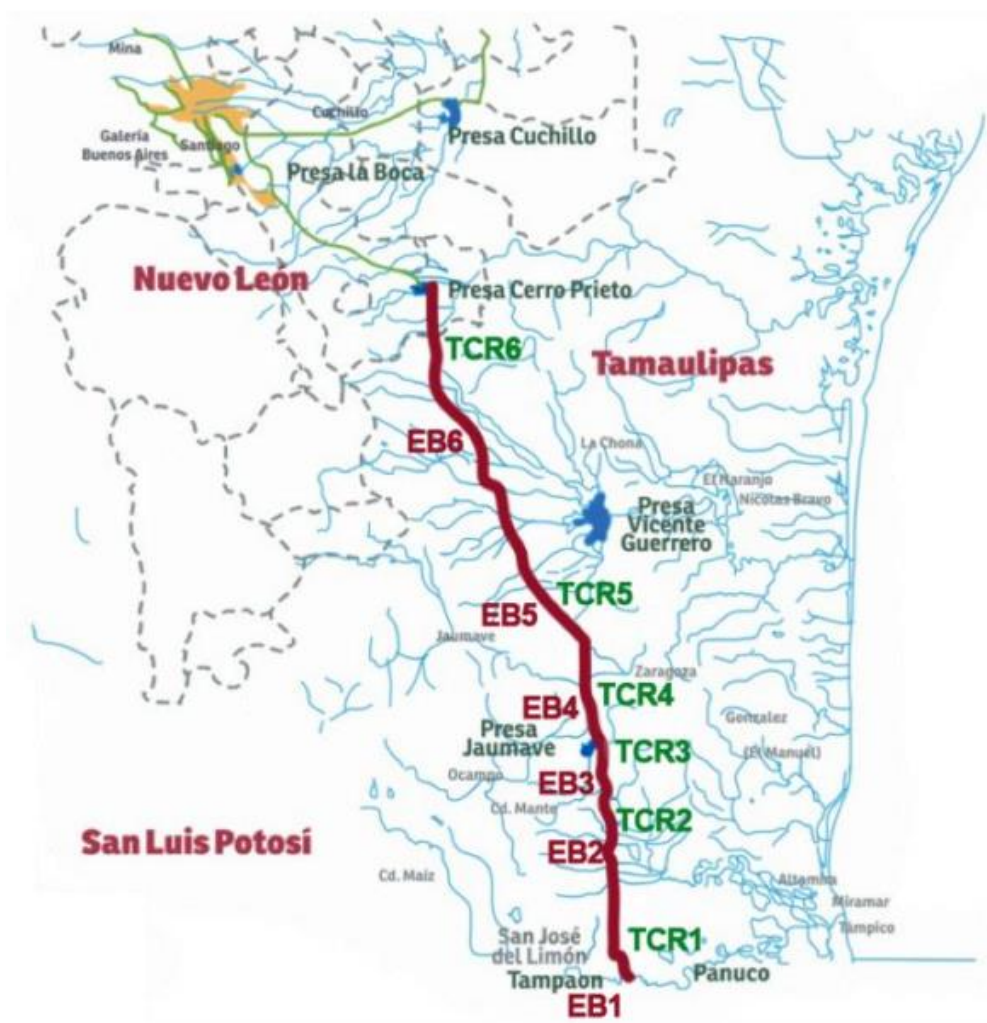 Mina
Cuchillo
Presa Cuchillo
Galería
Buenos Aires
Santiago
Presa la Boca
Nuevo León
Presa Cerro Prieto
TCR6
Tamaulipas
EB6
La Chona
El Naranjo
Nicolas Bravo
Presa
Vicente
Guerrero
TCR5
EB5
Jaumave
Zaragoza
TCR4
EB4
Gonzalez
Presa
Jaumave
TCR3
(El Manuel)
Ocampo
EB3
Cd. Mante
TCR2
San Luis Potosí
EB2
Cd. Maiz
Altamira
Miramar
Tampico
San José
del Limón
TCR1
Tampaon
Panuco
EB1